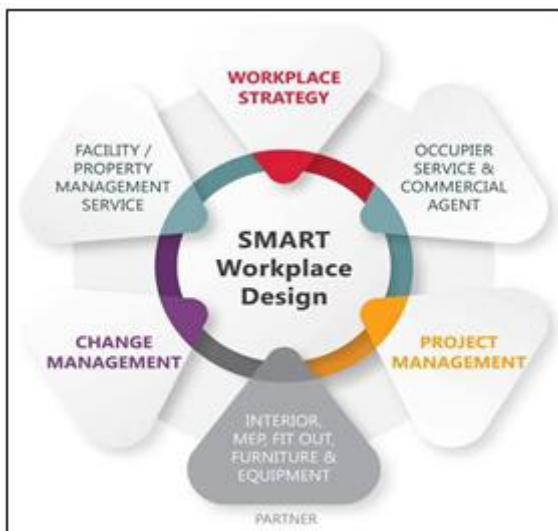 WORKPLACE
STRATEGY
OCCUPIER
SERVICE &
COMMERCIAL
AGENT
PROJECT
MANAGEMENT
INTERIOR,
MEP, FIT OUT,
FURNITURE &
EQUIPMENT
PARTNER
CHANGE
MANAGEMENT
FACILITY /
PROPERTY
MANAGEMENT
SERVICE
SMART
Workplace
Design